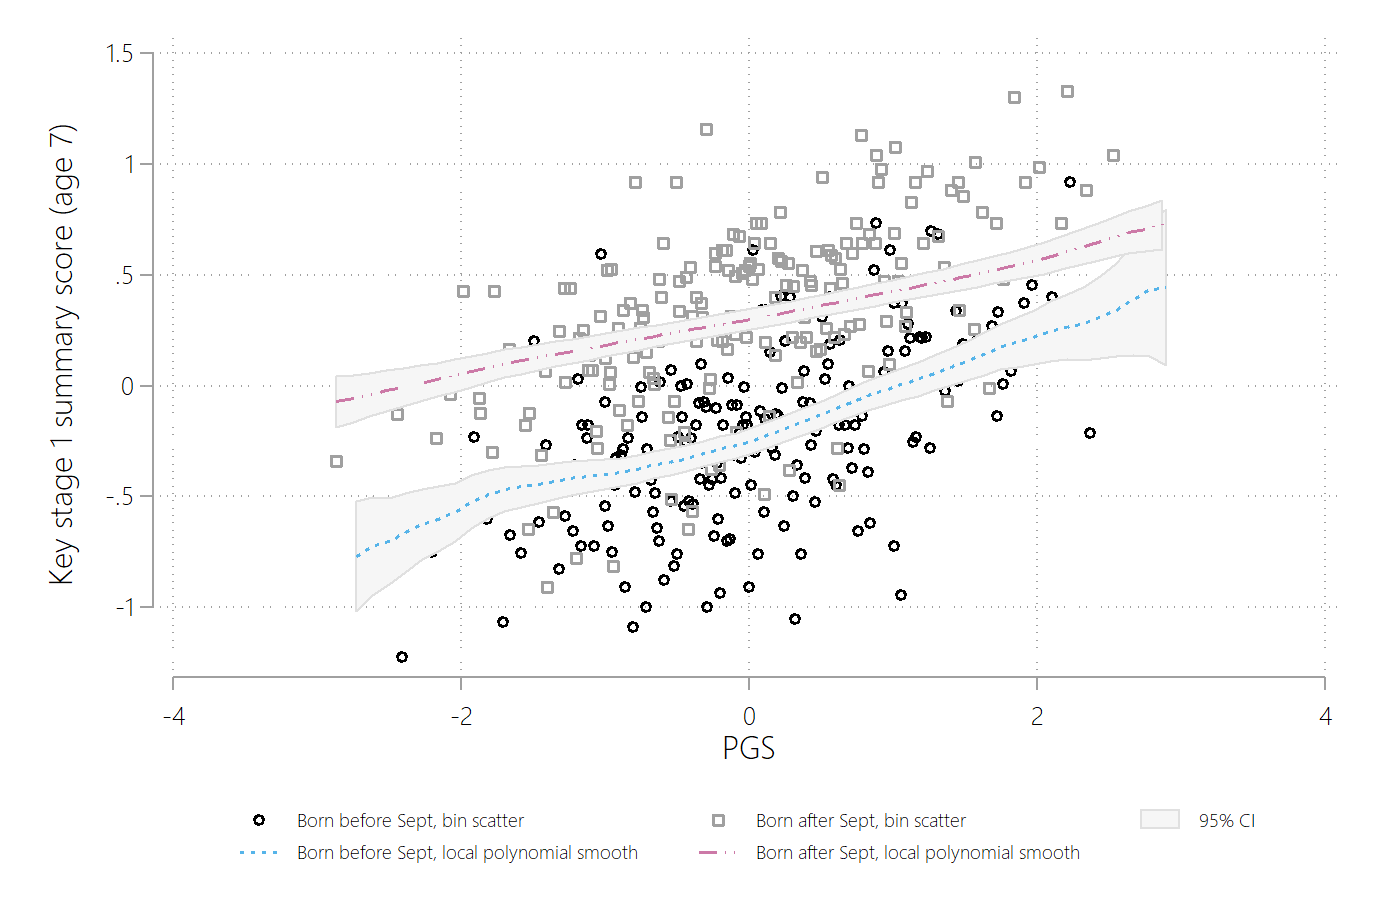 Key stage 1 summary score (age 7)
1.5
1
.5
0
-.5
-1
-4
-2
0
2
4
PGS
Born before Sept, bin scatter
Born after Sept, bin scatter
95% CI
Born before Sept, local polynomial smooth
Born after Sept, local polynomial smooth